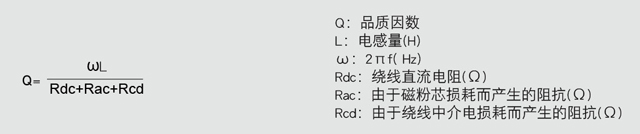 Q= ωL
Rdc+Rac+Rcd
Q：品质因数
L：电感量(H)
ω：2πf( Hz)
Rdc：绕线直流电阻(Ω)
Rac：由于磁粉芯损耗而产生的阻抗(Ω)
Rcd：由于绕线中介电损耗而产生的阻抗(Ω)